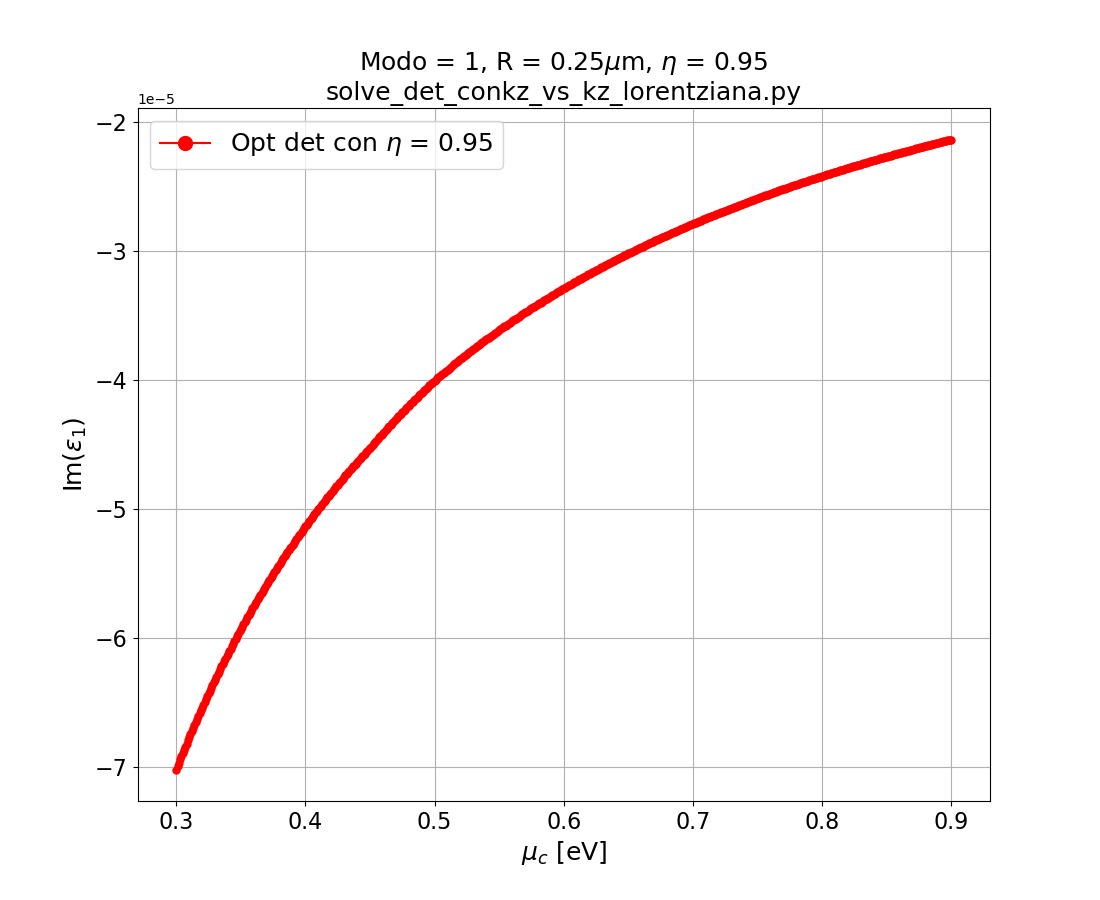 Modo = 1, R = 0.25μm, η = 0.95
solve_det_conkz_vs_kz_lorentziana.py
1e−5
Opt det con η = 0.95
−2
−3
−4
−5
−6
−7
Im(ε₁)
0.3 0.4 0.5 0.6 0.7 0.8 0.9
μ_c [eV]